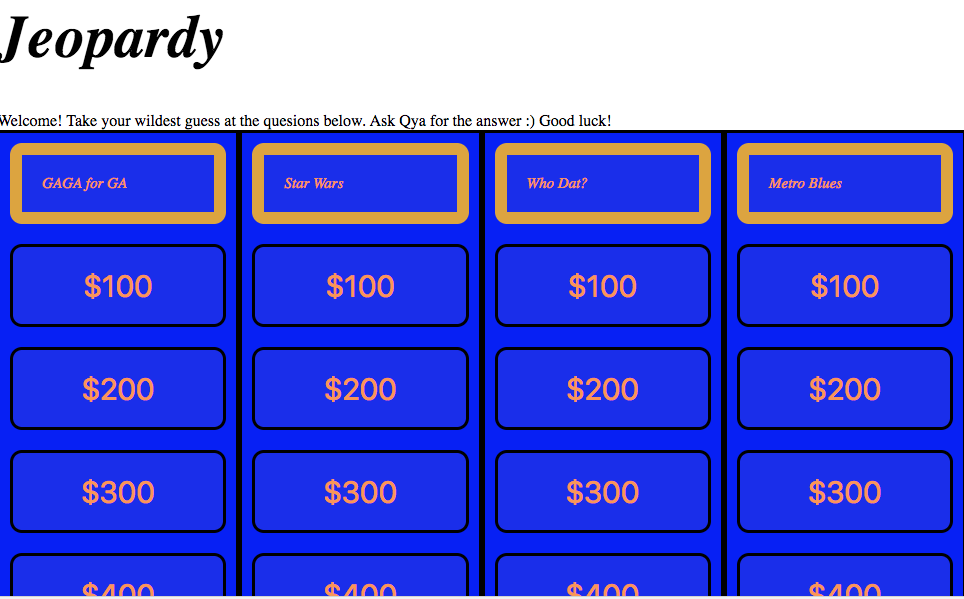 Jeopardy
Welcome! Take your wildest guess at the quesions below. Ask Qya for the answer :) Good luck!
GAGA for GA
Star Wars
Who Dat?
Metro Blues
$100 $100 $100 $100
$200 $200 $200 $200
$300 $300 $300 $300
$400 $400 $400 $400